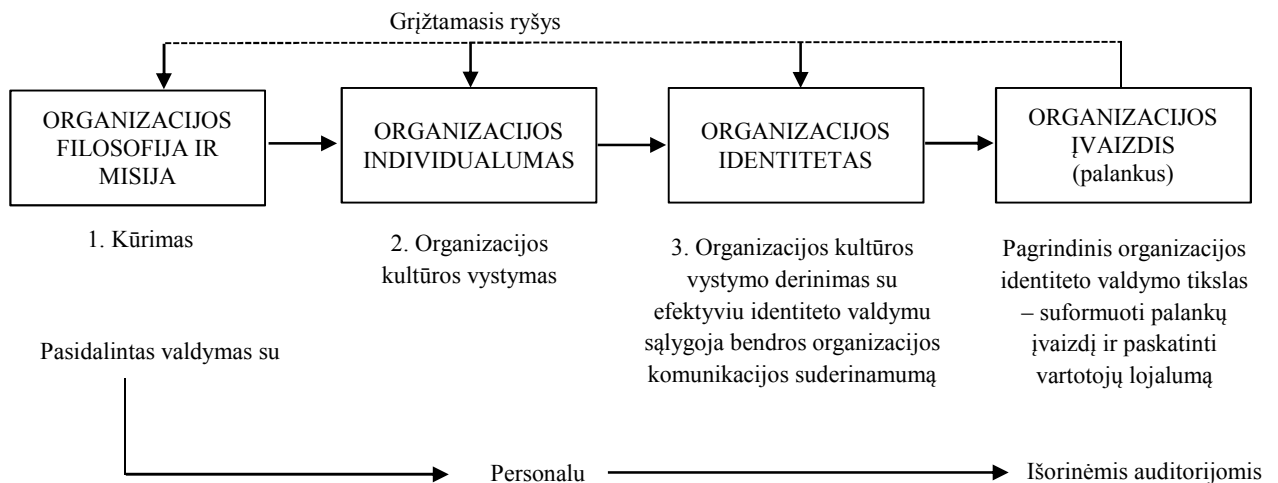 Grįžtamasis ryšys
ORGANIZACIJOS
FILOSOFIJA IR
MISIJA
ORGANIZACIJOS
INDIVIDUALUMAS
ORGANIZACIJOS
IDENTITETAS
ORGANIZACIJOS
ĮVAIZDIS
(palankus)
1. Kūrimas
2. Organizacijos
kultūros vystymas
3. Organizacijos kultūros
vystymo derinimas su
efektyviu identiteto valdymu
sąlygoja bendros organizacijos
komunikacijos suderinamumą
Pagrindinis organizacijos
identiteto valdymo tikslas
– suformuoti palankų
įvaizdį ir paskatinti
vartotojų lojalumą
Pasidalintas valdymas su
Personalu
Išorinėmis auditorijomis